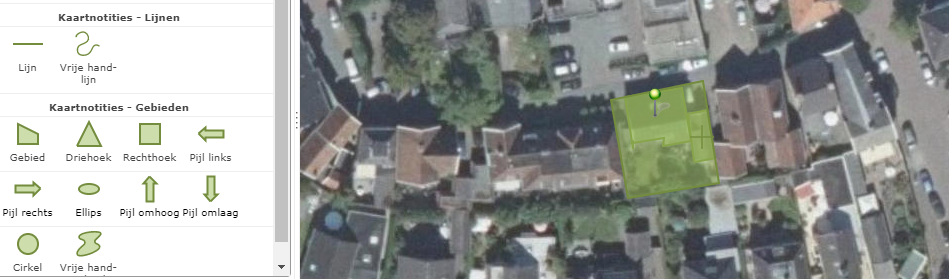 Kaartnotities - Lijnen
Lijn
Vrije hand-
lijn
Kaartnotities - Gebieden
Gebied
Driehoek
Rechthoek
Pijl links
Pijl rechts
Ellips
Pijl omhoog
Pijl omlaag
Cirkel
Vrije hand-